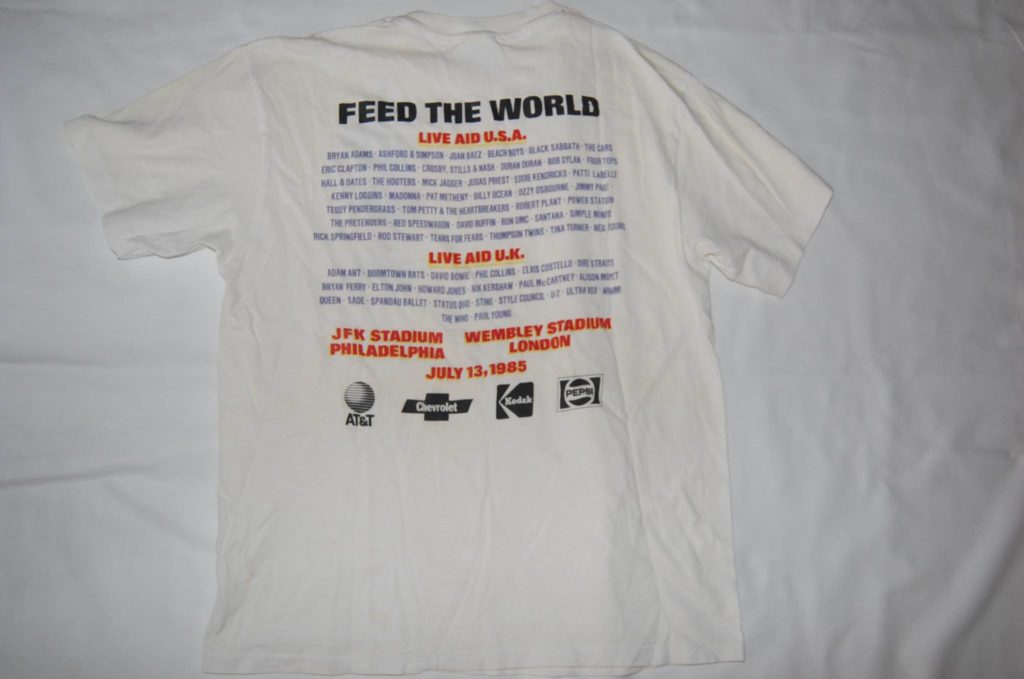 FEED THE WORLD
LIVE AID U.S.A.
BRYAN ADAMS · ASHFORD & SIMPSON · JOAN BAEZ · BEACH BOYS · BLACK SABBATH · THE CARS
ERIC CLAPTON · PHIL COLLINS · CROSBY, STILLS & NASH · DURAN DURAN · BOB DYLAN · FOUR TOPS
HALL & OATES · THE HOOTERS · MICK JAGGER · JUDAS PRIEST · EDDIE KENDRICKS · PATTI LaBELLE
KENNY LOGGINS · MADONNA · PAT METHENY · BILLY OCEAN · OZZY OSBOURNE · JIMMY PAGE ·
TEDDY PENDERGRASS · TOM PETTY & THE HEARTBREAKERS · ROBERT PLANT · POWER STATION
THE PRETENDERS · REO SPEEDWAGON · DAVID RUFFIN · RUN DMC · SANTANA · SIMPLE MINDS
RICK SPRINGFIELD · ROD STEWART · TEARS FOR FEARS · THOMPSON TWINS · TINA TURNER · NEIL YOUNG
LIVE AID U.K.
ADAM ANT · BOOMTOWN RATS · DAVID BOWIE · PHIL COLLINS · ELVIS COSTELLO · DIRE STRAITS
BRYAN FERRY · ELTON JOHN · HOWARD JONES · NIK KERSHAW · PAUL McCARTNEY · ALISON MOYET
QUEEN · SADE · SPANDAU BALLET · STATUS QUO · STING · STYLE COUNCIL · U-2 · ULTRA VOX · WHAM!
THE WHO · PAUL YOUNG
JFK STADIUM WEMBLEY STADIUM
PHILADELPHIA LONDON
JULY 13, 1985
AT&T Chevrolet Kodak PEPSI